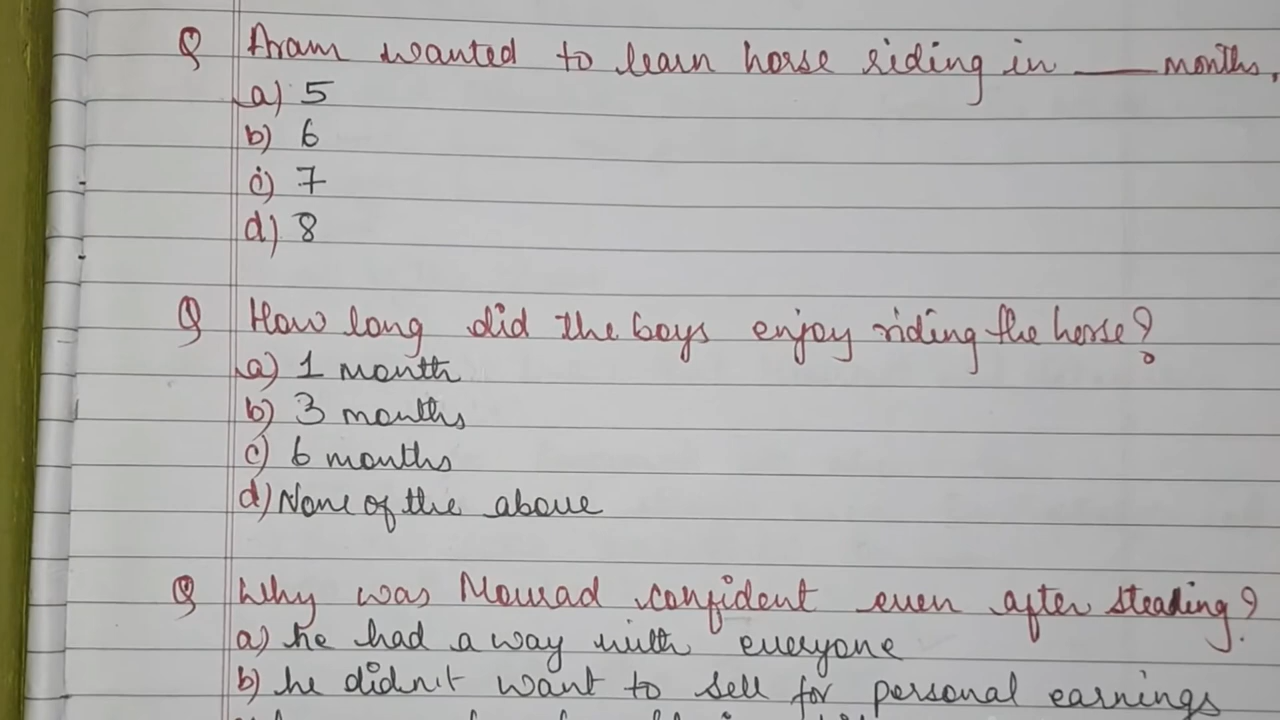 Q Aram wanted to learn horse riding in ___ months.
a) 5
b) 6
c) 7
d) 8
Q How long did the boys enjoy riding the horse?
a) 1 month
b) 3 months
c) 6 months
d) None of the above
Q Why was Mourad confident even after steading?
a) he had a way with everyone
b) he didn't want to sell for personal earnings